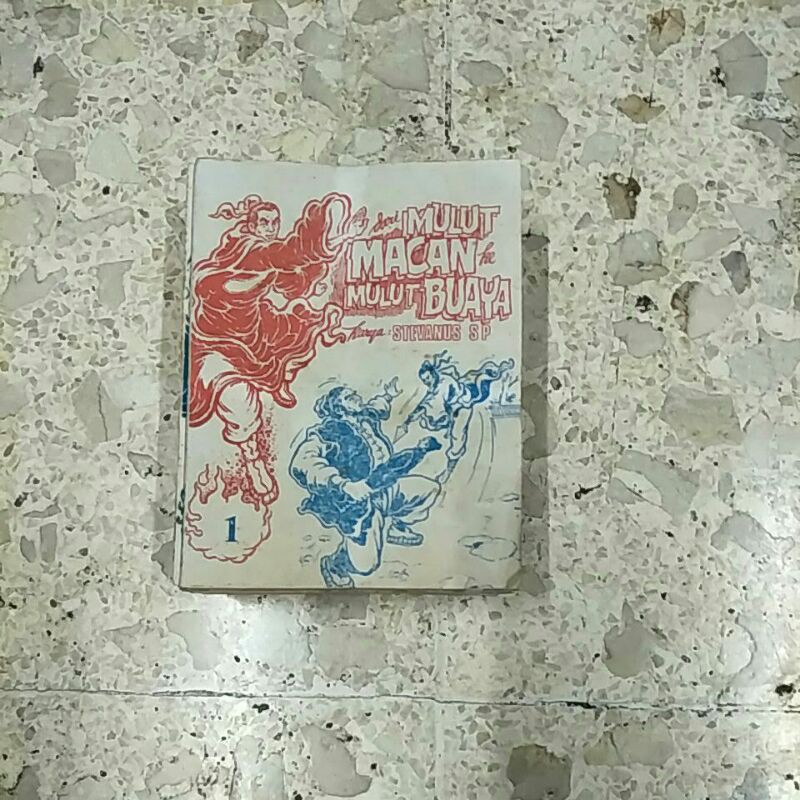 dari MULUT
MACAN ke
MULUT BUAYA
Karya : STEVANUS S P
1